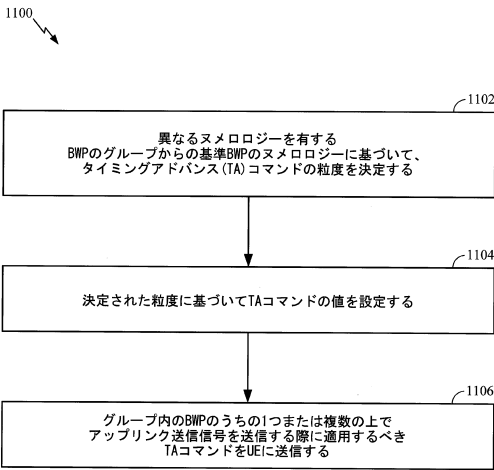 1100
1102
異なるヌメロロジーを有する
BWPのグループからの基準BWPのヌメロロジーに基づいて、
タイミングアドバンス(TA)コマンドの粒度を決定する
1104
決定された粒度に基づいてTAコマンドの値を設定する
1106
グループ内のBWPのうちの1つまたは複数の上で
アップリンク送信信号を送信する際に適用するべき
TAコマンドをUEに送信する